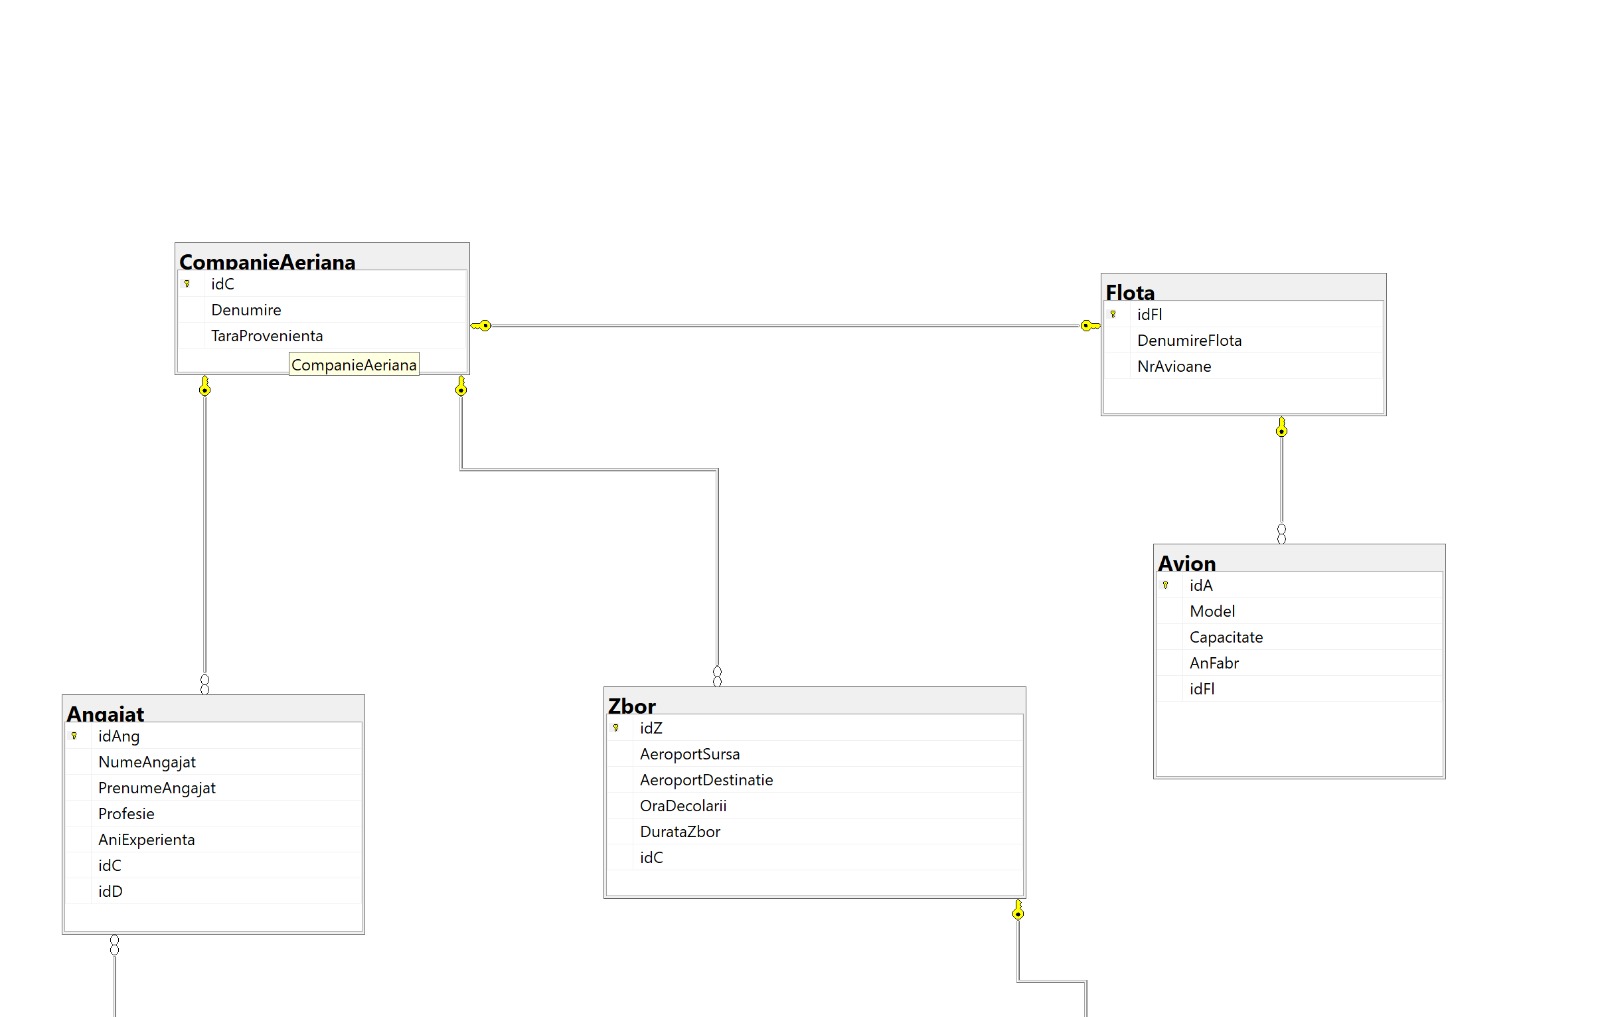 CompanieAeriana
idC
Denumire
TaraProvenienta
CompanieAeriana
Flota
idFl
DenumireFlota
NrAvioane
Avion
idA
Model
Capacitate
AnFabr
idFl
Angajat
idAng
NumeAngajat
PrenumeAngajat
Profesie
AniExperienta
idC
idD
Zbor
idZ
AeroportSursa
AeroportDestinatie
OraDecolarii
DurataZbor
idC